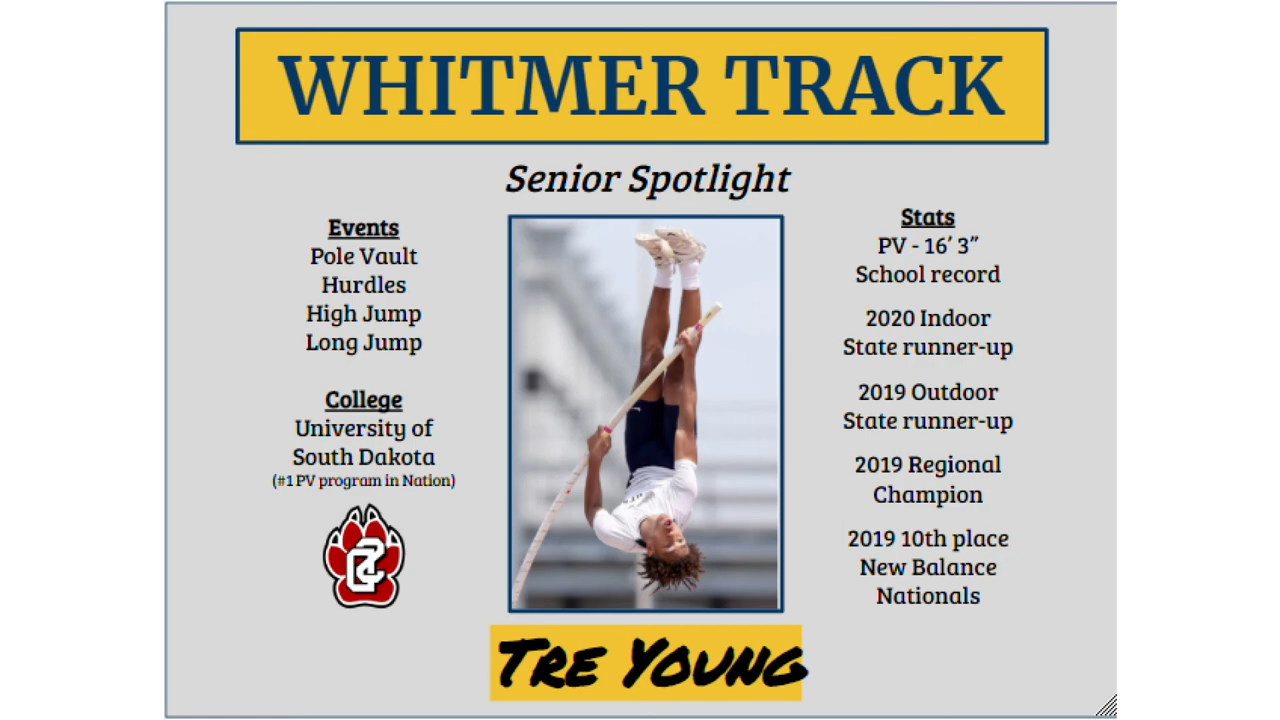 WHITMER TRACK
Senior Spotlight
Events
Pole Vault
Hurdles
High Jump
Long Jump
College
University of
South Dakota
(#1 PV program in Nation)
Stats
PV - 16’ 3”
School record
2020 Indoor
State runner-up
2019 Outdoor
State runner-up
2019 Regional
Champion
2019 10th place
New Balance
Nationals
TRE YOUNG